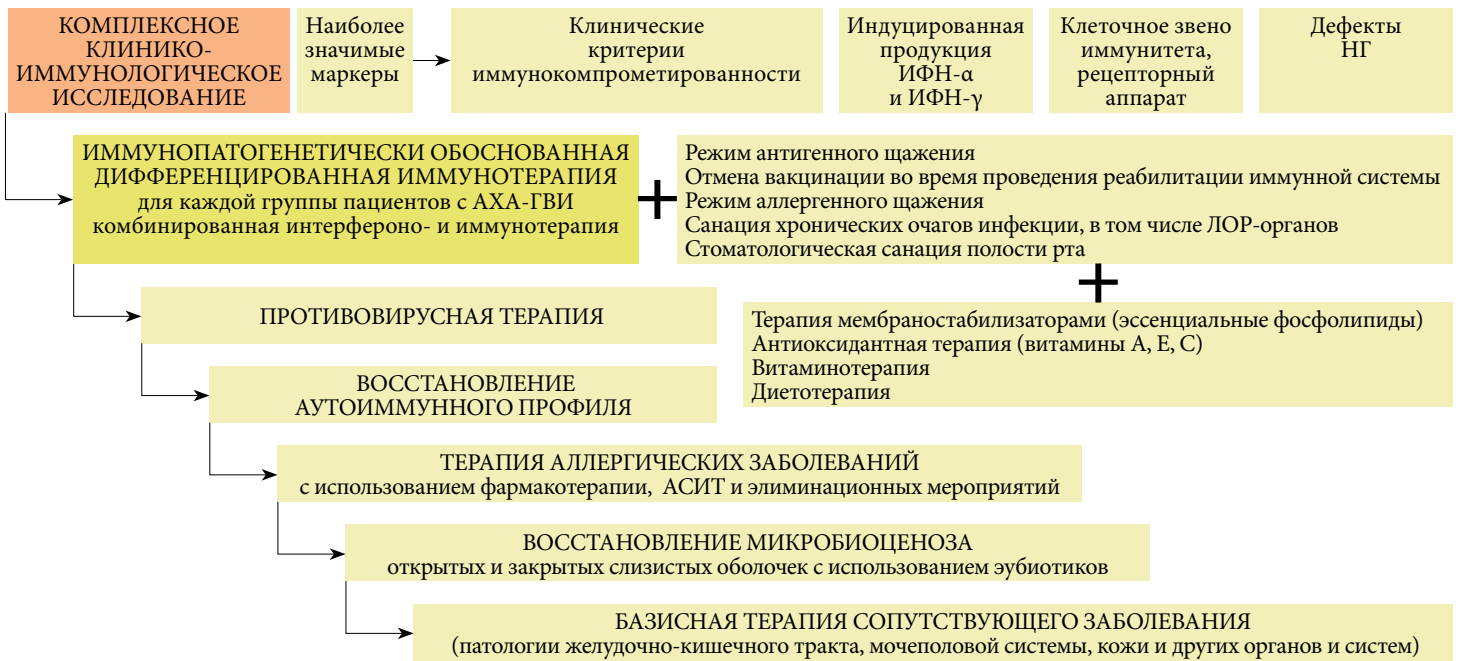 КОМПЛЕКСНОЕ
КЛИНИКО-
ИММУНОЛОГИЧЕСКОЕ
ИССЛЕДОВАНИЕ
Наиболее
значимые
маркеры
Клинические
критерии
иммунокомпрометированности
Индуцированная
продукция
ИФН-α
и ИФН-γ
Клеточное звено
иммунитета,
рецепторный
аппарат
Дефекты
НГ
ИММУНОПАТОГЕНЕТИЧЕСКИ ОБОСНОВАННАЯ
ДИФФЕРЕНЦИРОВАННАЯ ИММУНОТЕРАПИЯ
для каждой группы пациентов с АХА-ГВИ
комбинированная интерфероно- и иммунотерапия
+
Режим антигенного щажения
Отмена вакцинации во время проведения реабилитации иммунной системы
Режим аллергенного щажения
Санация хронических очагов инфекции, в том числе ЛОР-органов
Стоматологическая санация полости рта
+
Терапия мембраностабилизаторами (эссенциальные фосфолипиды)
Антиоксидантная терапия (витамины А, Е, С)
Витаминотерапия
Диетотерапия
ПРОТИВОВИРУСНАЯ ТЕРАПИЯ
ВОССТАНОВЛЕНИЕ
АУТОИММУННОГО ПРОФИЛЯ
ТЕРАПИЯ АЛЛЕРГИЧЕСКИХ ЗАБОЛЕВАНИЙ
с использованием фармакотерапии, АСИТ и элиминационных мероприятий
ВОССТАНОВЛЕНИЕ МИКРОБИОЦЕНОЗА
открытых и закрытых слизистых оболочек с использованием эубиотиков
БАЗИСНАЯ ТЕРАПИЯ СОПУТСТВУЮЩЕГО ЗАБОЛЕВАНИЯ
(патологии желудочно-кишечного тракта, мочеполовой системы, кожи и других органов и систем)